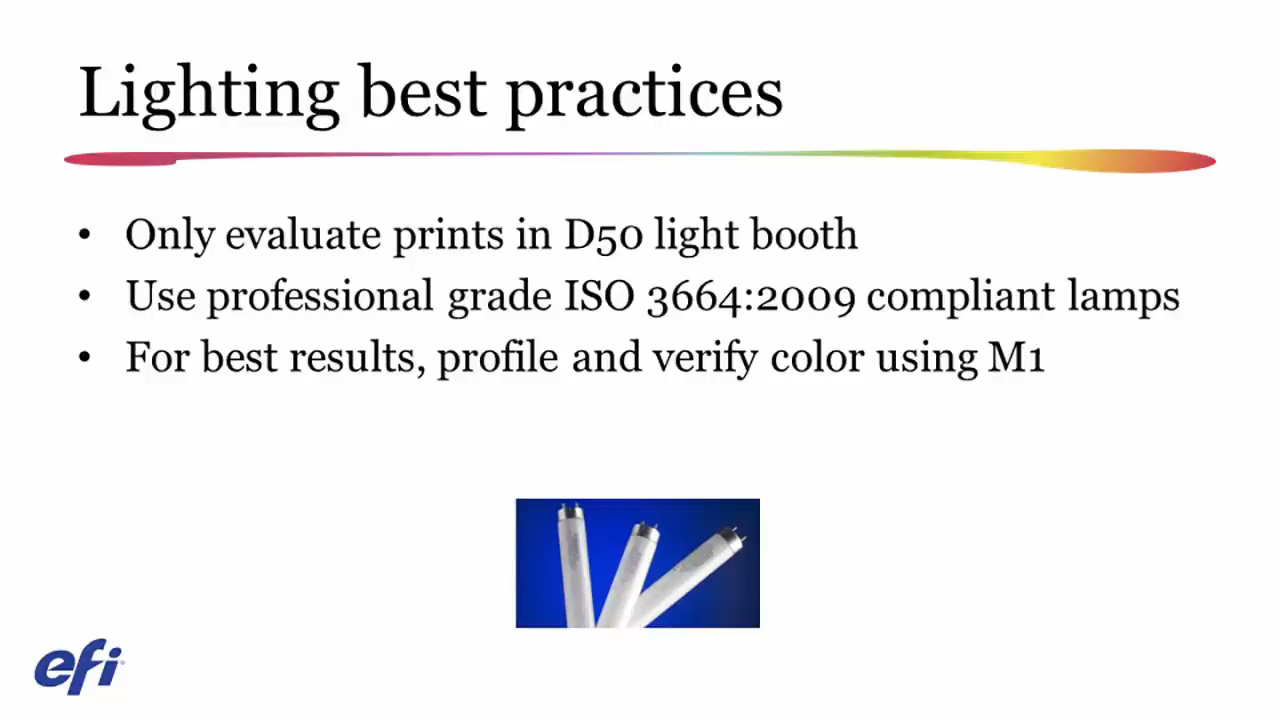 Lighting best practices
• Only evaluate prints in D50 light booth
• Use professional grade ISO 3664:2009 compliant lamps
• For best results, profile and verify color using M1
efi